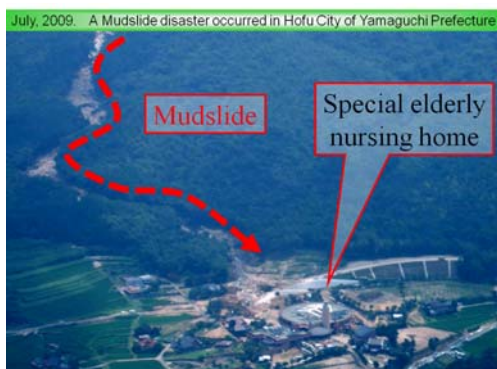 July, 2009. A Mudslide disaster occurred in Hofu City of Yamaguchi Prefecture
Mudslide
Special elderly
nursing home